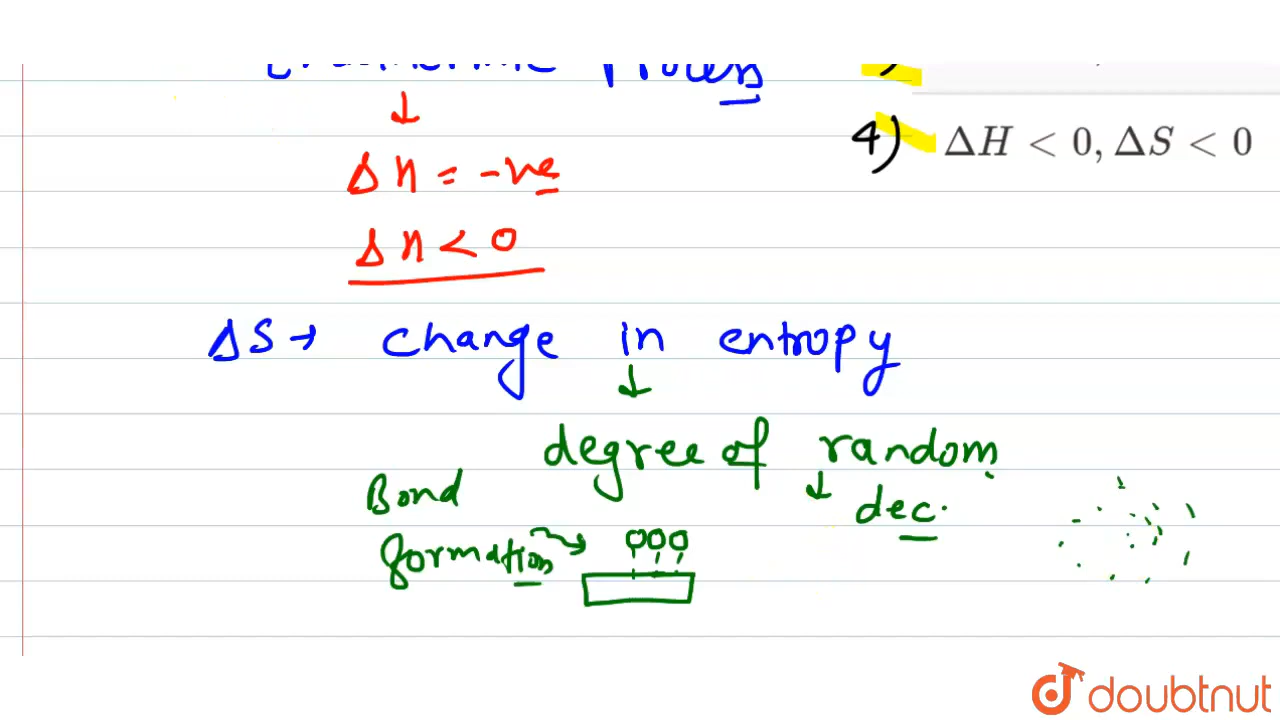 Process
4) ΔH < 0, ΔS < 0
↓
ΔH = -ve
ΔH < 0
ΔS → change in entropy
↓
degree of random
Bond
↓ dec.
formation
doubtnut